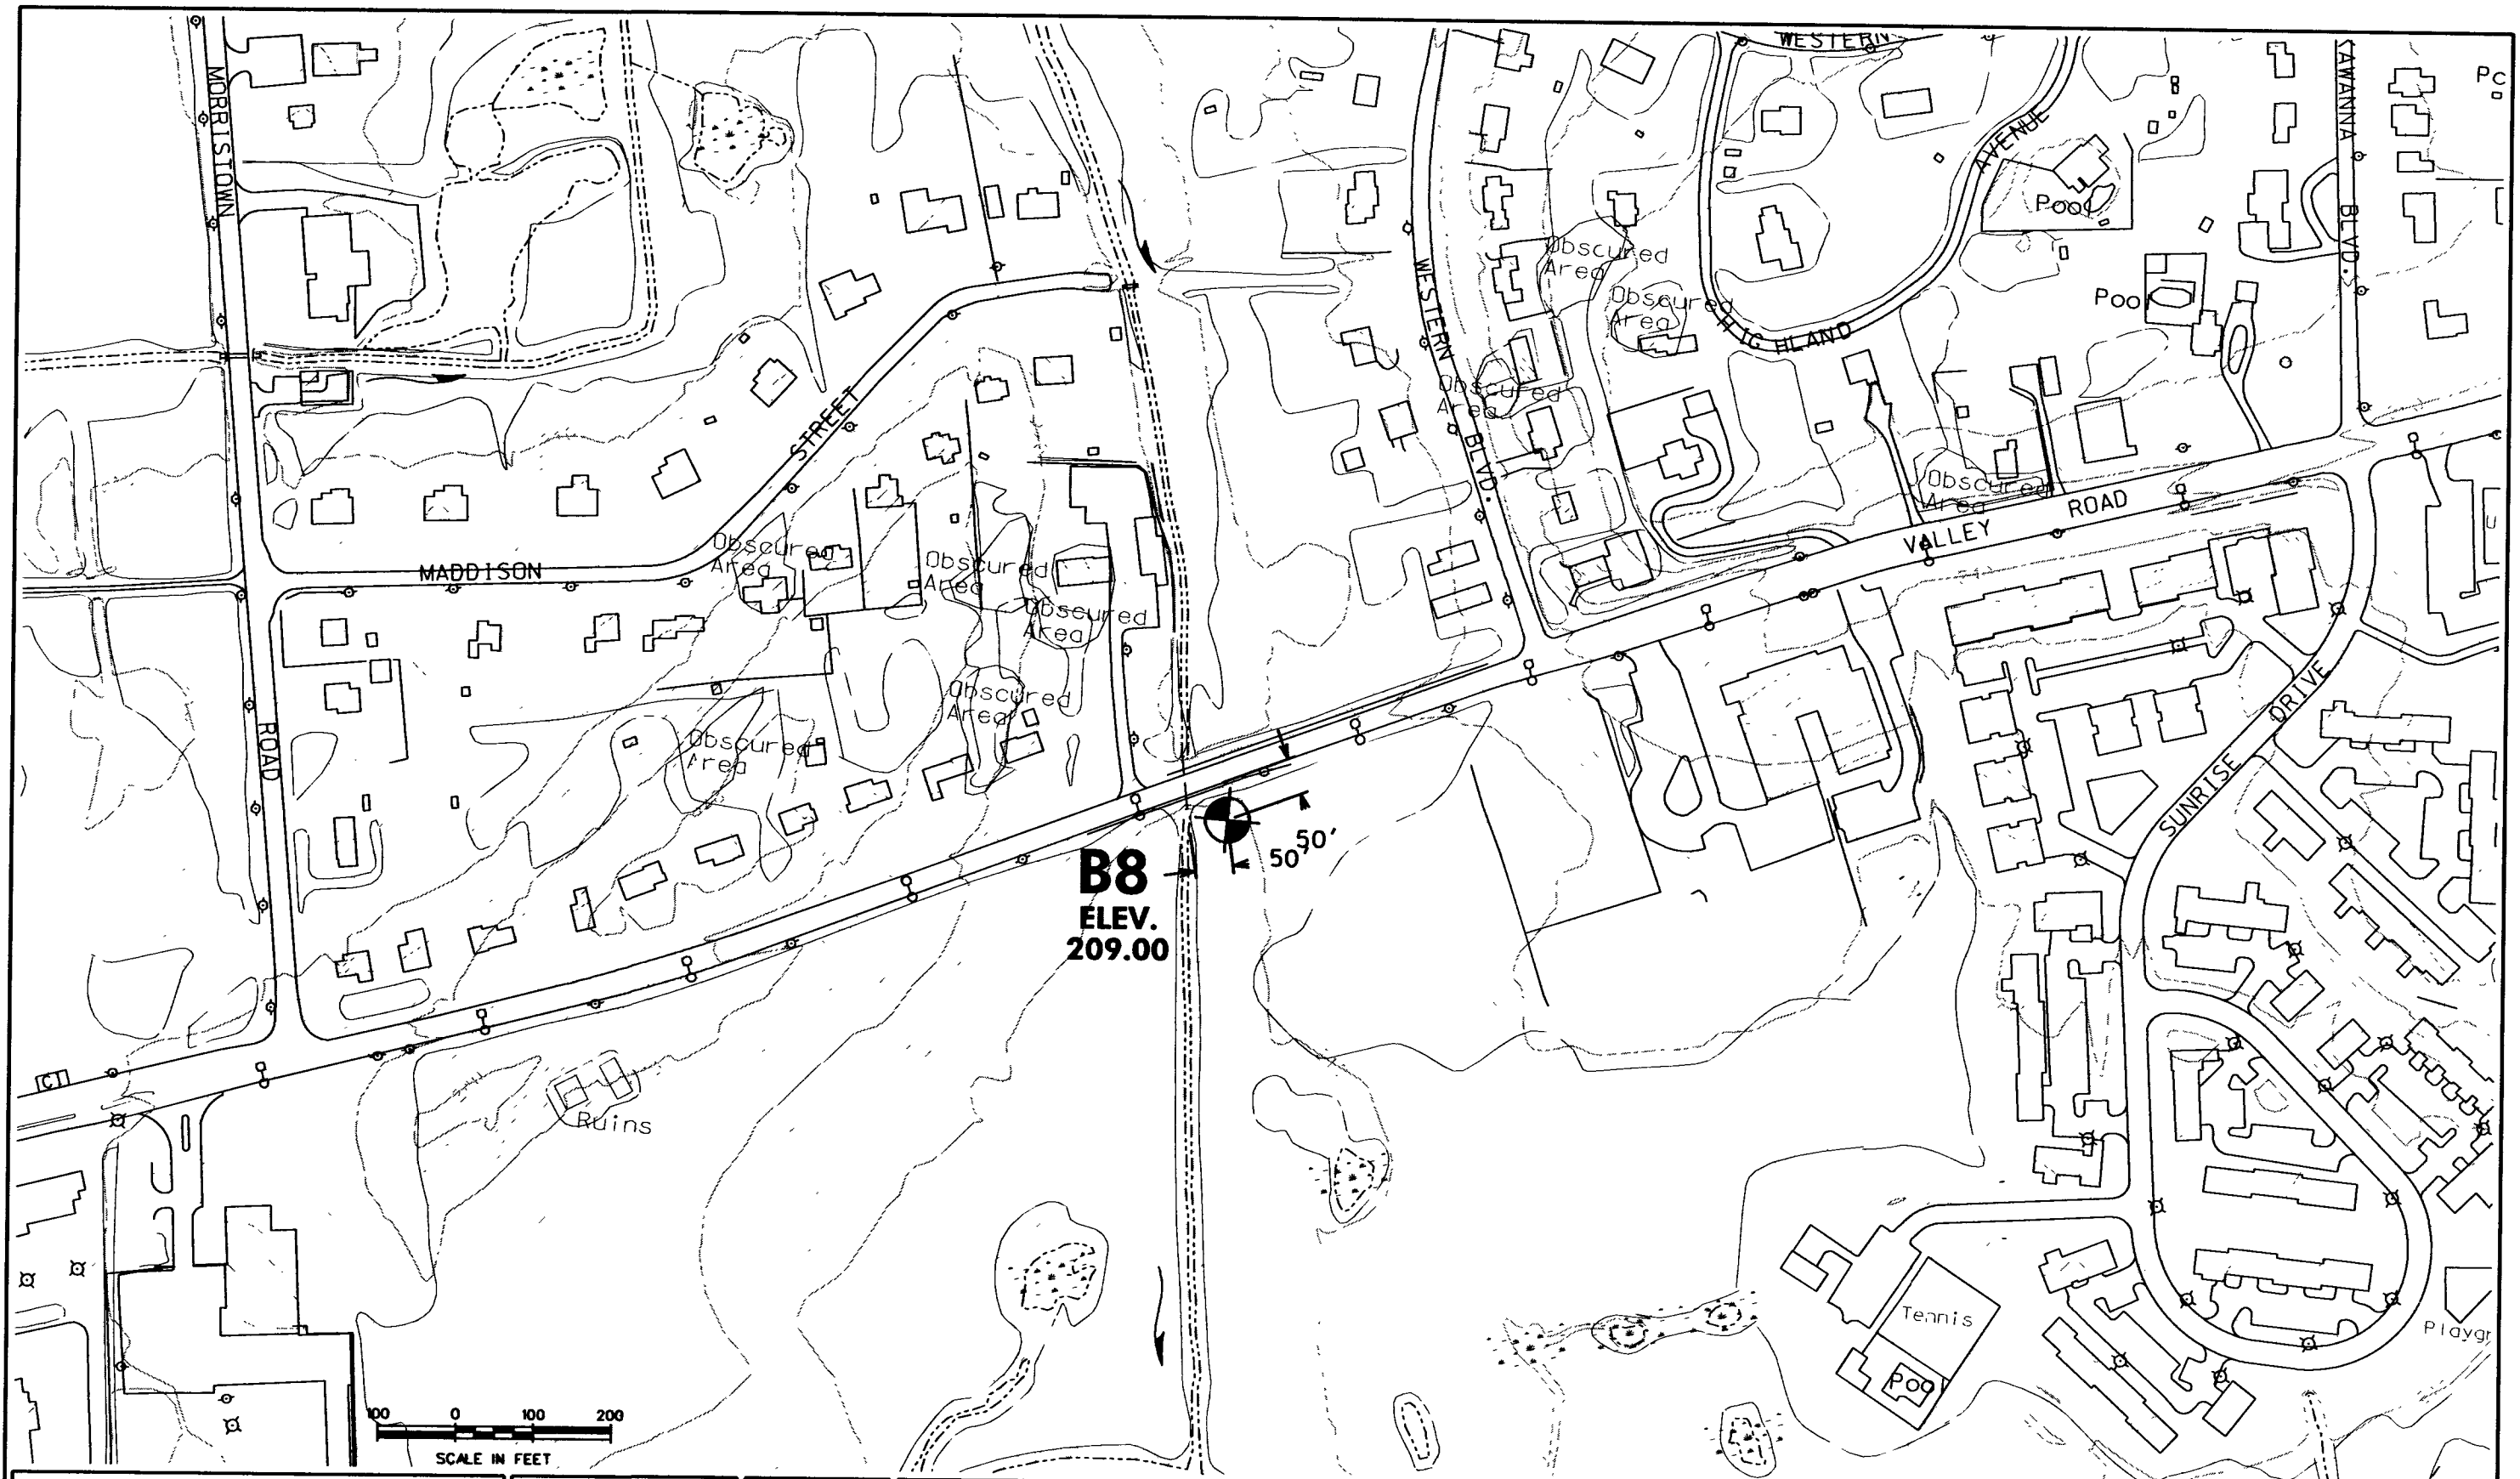 WESTERN
MORRISTOWN
AVENUE
Pool
BLVD.
Obscured
Area
Obscured
Area
WESTERN
Poo
HIGHLAND
Obscured
Area
STREET
BLVD.
Obscured
Area
ROAD
VALLEY
Obscured
Area
Obscured
Area
MADDISON
Obscured
Area
Obscured
Area
DRIVE
ROAD
Obscured
Area
SUNRISE
50'
50'
B8
ELEV.
209.00
Ruins
Tennis
Pool
100 0 100 200
SCALE IN FEET